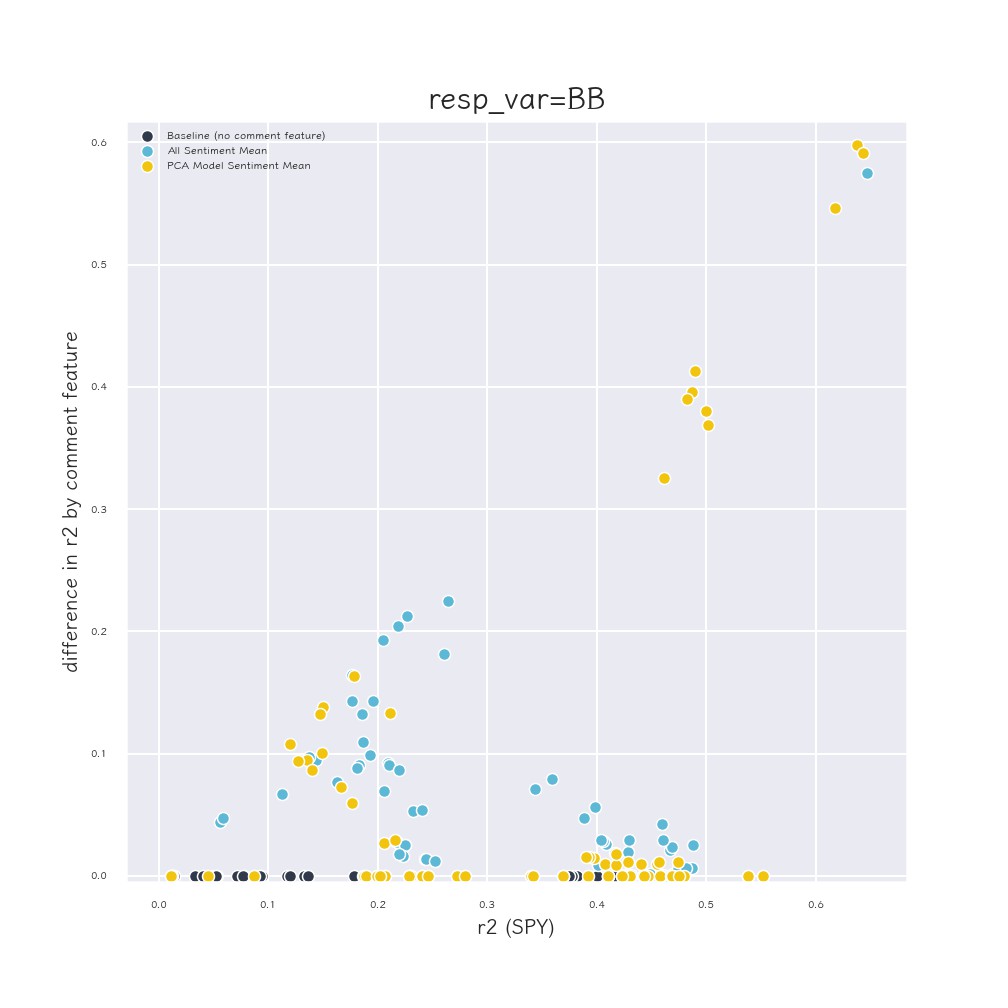 resp_var=BB
Baseline (no comment feature)
All Sentiment Mean
PCA Model Sentiment Mean
difference in r2 by comment feature
0.6
0.5
0.4
0.3
0.2
0.1
0.0
0.0 0.1 0.2 0.3 0.4 0.5 0.6
r2 (SPY)